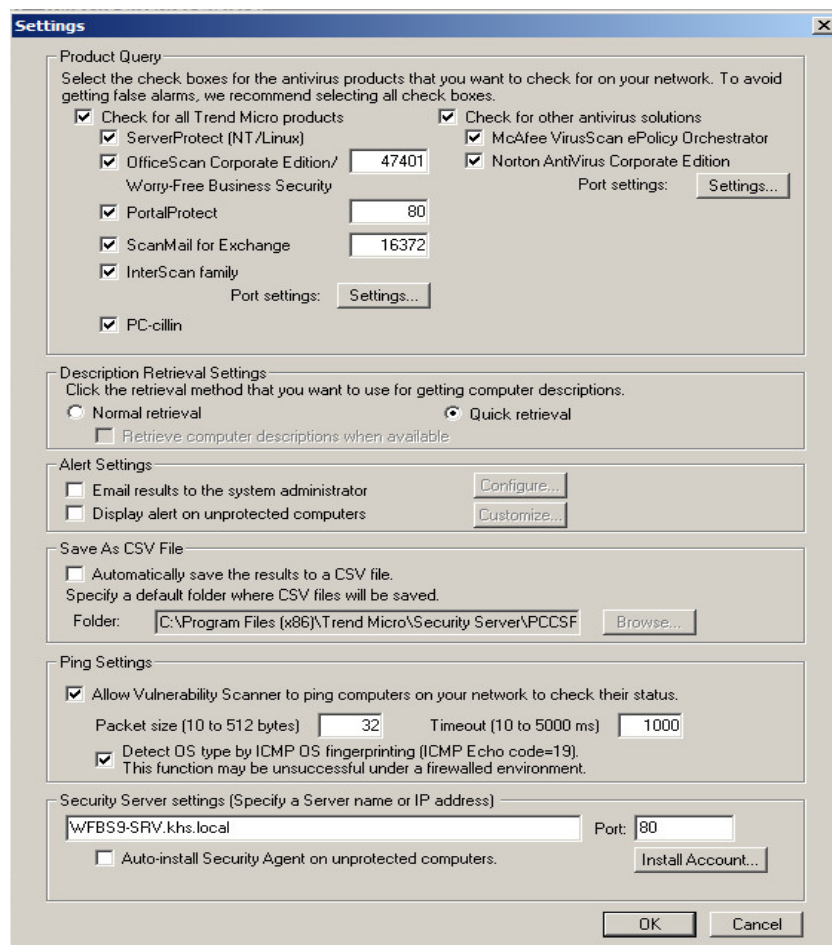 Settings
Product Query
Select the check boxes for the antivirus products that you want to check for on your network. To avoid
getting false alarms, we recommend selecting all check boxes.
Check for all Trend Micro products
Check for other antivirus solutions
ServerProtect (NT/Linux)
McAfee VirusScan ePolicy Orchestrator
OfficeScan Corporate Edition/
47401
Norton AntiVirus Corporate Edition
Worry-Free Business Security
Port settings:
Settings...
PortalProtect
80
ScanMail for Exchange
16372
InterScan family
Port settings:
Settings...
PC-cillin
Description Retrieval Settings
Click the retrieval method that you want to use for getting computer descriptions.
Normal retrieval
Quick retrieval
Retrieve computer descriptions when available
Alert Settings
Email results to the system administrator
Configure...
Display alert on unprotected computers
Customize...
Save As CSV File
Automatically save the results to a CSV file.
Specify a default folder where CSV files will be saved.
Folder:
C:\Program Files (x86)\Trend Micro\Security Server\PCCSF
Browse...
Ping Settings
Allow Vulnerability Scanner to ping computers on your network to check their status.
Packet size (10 to 512 bytes)
32
Timeout (10 to 5000 ms)
1000
Detect OS type by ICMP OS fingerprinting (ICMP Echo code=19).
This function may be unsuccessful under a firewalled environment.
Security Server settings (Specify a Server name or IP address)
WFBS9-SRV.khs.local
Port:
80
Auto-install Security Agent on unprotected computers.
Install Account...
OK
Cancel